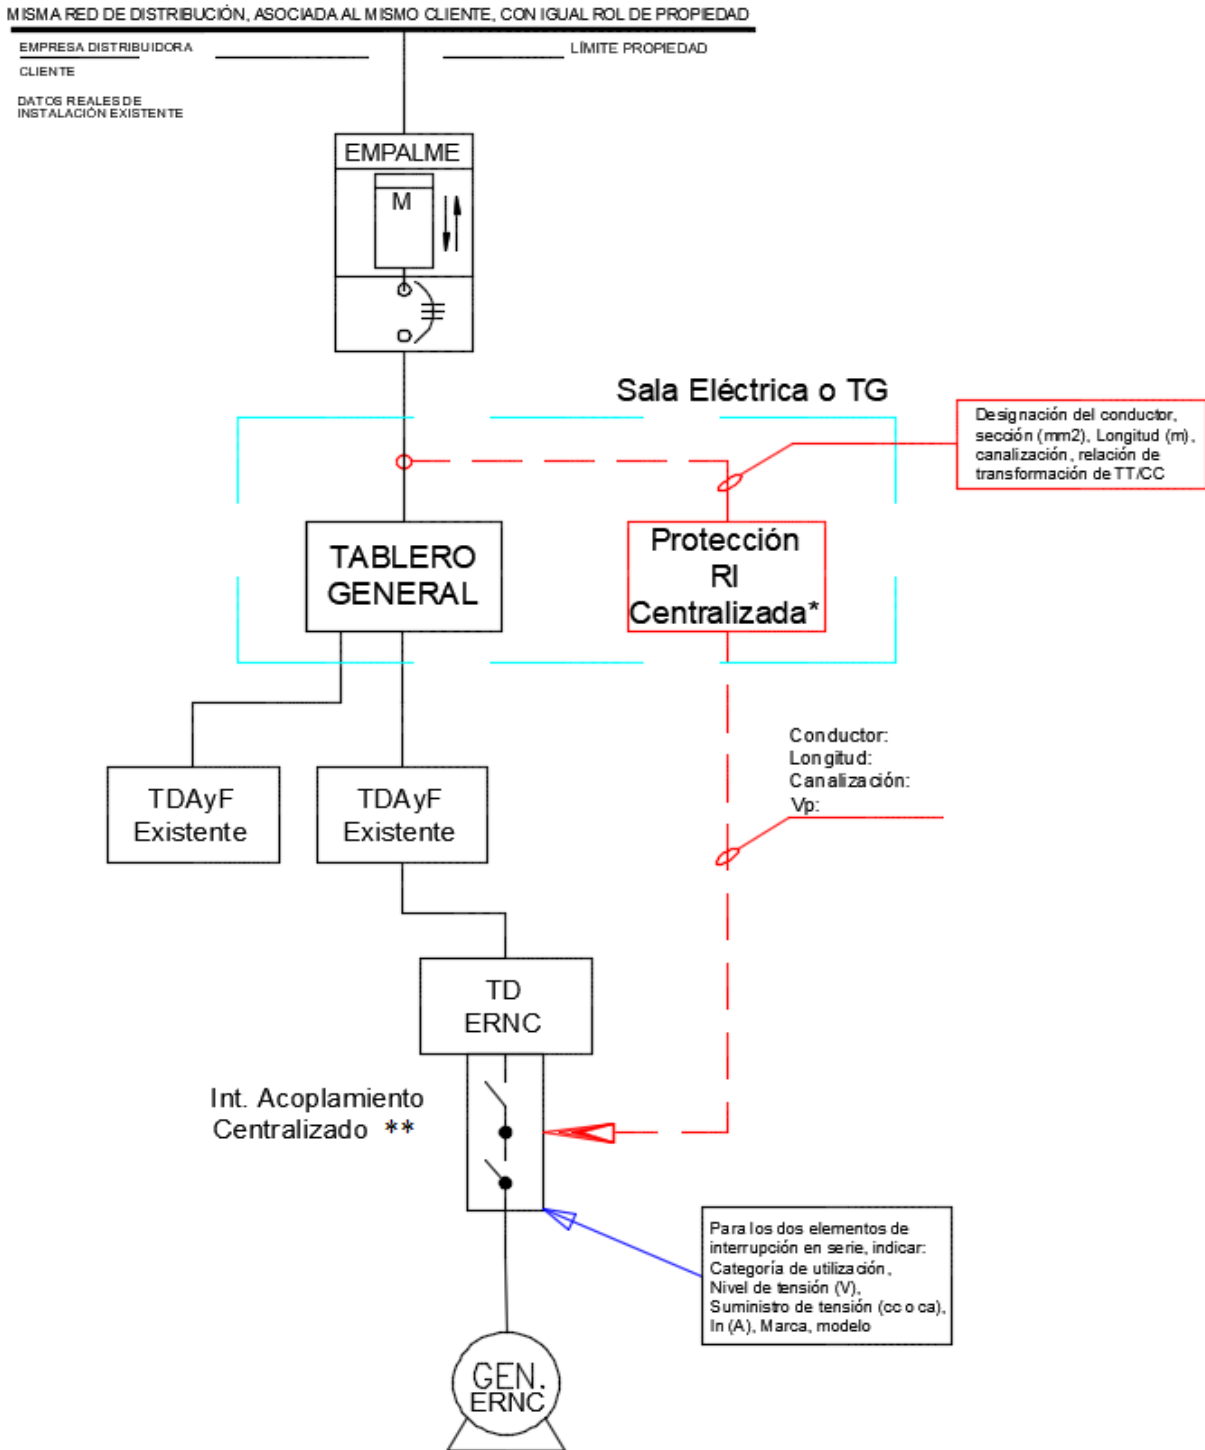 MISMA RED DE DISTRIBUCIÓN, ASOCIADA AL MISMO CLIENTE, CON IGUAL ROL DE PROPIEDAD
EMPRESA DISTRIBUIDORA
LÍMITE PROPIEDAD
CLIENTE
DATOS REALES DE
INSTALACIÓN EXISTENTE
EMPALME
M
Sala Eléctrica o TG
Designación del conductor,
sección (mm2), Longitud (m),
canalización, relación de
transformación de TT/CC
TABLERO
GENERAL
Protección
RI
Centralizada*
Conductor:
Longitud:
Canalización:
Vp:
TDAyF
Existente
TDAyF
Existente
TD
ERNC
Int. Acoplamiento
Centralizado **
Para los dos elementos de
interrupción en serie, indicar:
Categoría de utilización,
Nivel de tensión (V),
Suministro de tensión (cc o ca),
In (A), Marca, modelo
GEN.
ERNC